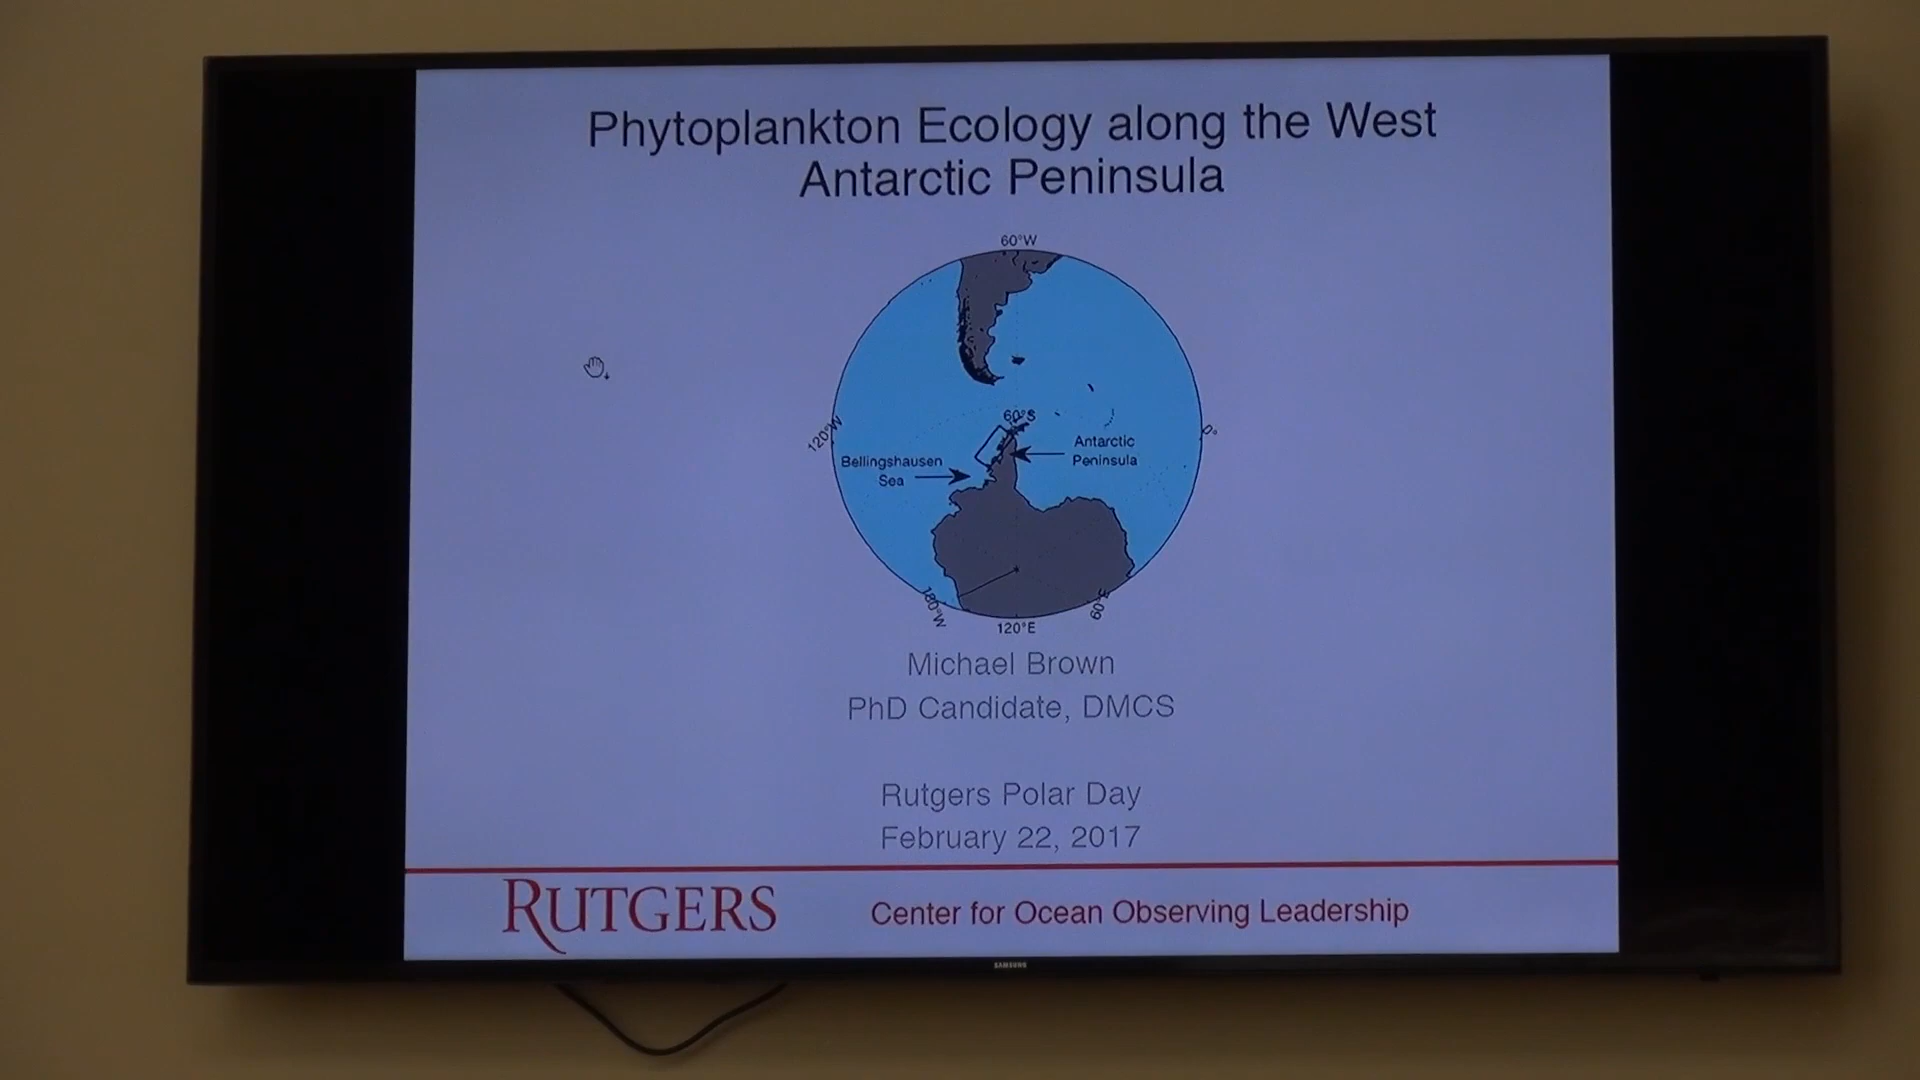 Phytoplankton Ecology along the West
Antarctic Peninsula
60°W
60°S
120°W
0°
Antarctic
Peninsula
Bellingshausen
Sea
180°W
60°E
120°E
Michael Brown
PhD Candidate, DMCS
Rutgers Polar Day
February 22, 2017
RUTGERS
Center for Ocean Observing Leadership
SAMSUNG